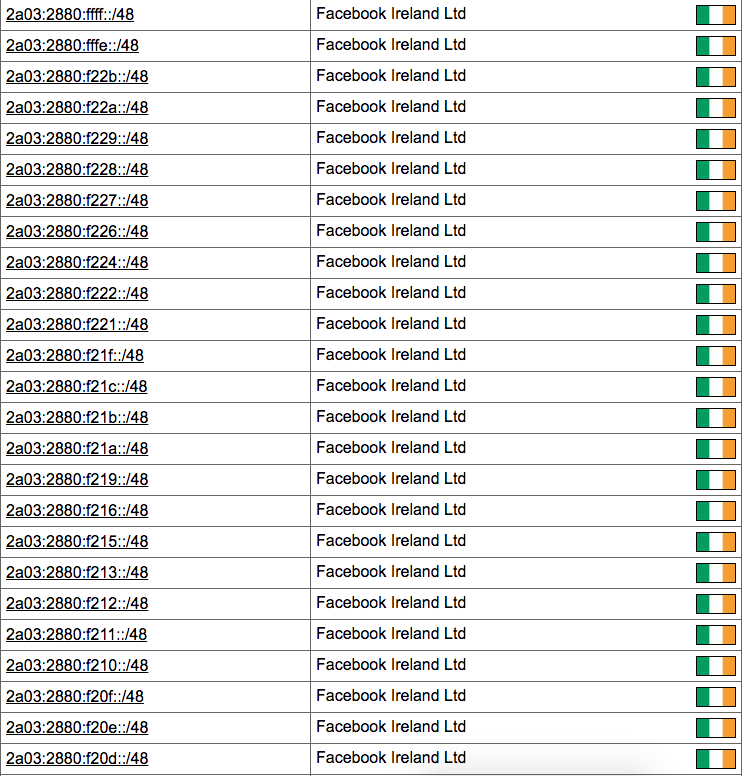 2a03:2880:ffff::/48 Facebook Ireland Ltd
2a03:2880:fffe::/48 Facebook Ireland Ltd
2a03:2880:f22b::/48 Facebook Ireland Ltd
2a03:2880:f22a::/48 Facebook Ireland Ltd
2a03:2880:f229::/48 Facebook Ireland Ltd
2a03:2880:f228::/48 Facebook Ireland Ltd
2a03:2880:f227::/48 Facebook Ireland Ltd
2a03:2880:f226::/48 Facebook Ireland Ltd
2a03:2880:f224::/48 Facebook Ireland Ltd
2a03:2880:f222::/48 Facebook Ireland Ltd
2a03:2880:f221::/48 Facebook Ireland Ltd
2a03:2880:f21f::/48 Facebook Ireland Ltd
2a03:2880:f21c::/48 Facebook Ireland Ltd
2a03:2880:f21b::/48 Facebook Ireland Ltd
2a03:2880:f21a::/48 Facebook Ireland Ltd
2a03:2880:f219::/48 Facebook Ireland Ltd
2a03:2880:f216::/48 Facebook Ireland Ltd
2a03:2880:f215::/48 Facebook Ireland Ltd
2a03:2880:f213::/48 Facebook Ireland Ltd
2a03:2880:f212::/48 Facebook Ireland Ltd
2a03:2880:f211::/48 Facebook Ireland Ltd
2a03:2880:f210::/48 Facebook Ireland Ltd
2a03:2880:f20f::/48 Facebook Ireland Ltd
2a03:2880:f20e::/48 Facebook Ireland Ltd
2a03:2880:f20d::/48 Facebook Ireland Ltd